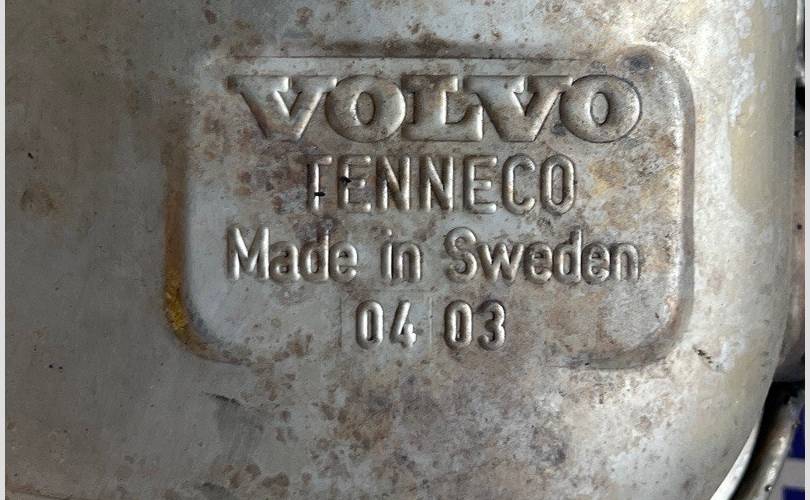 VOLVO
TENNECO
Made in Sweden
04 03